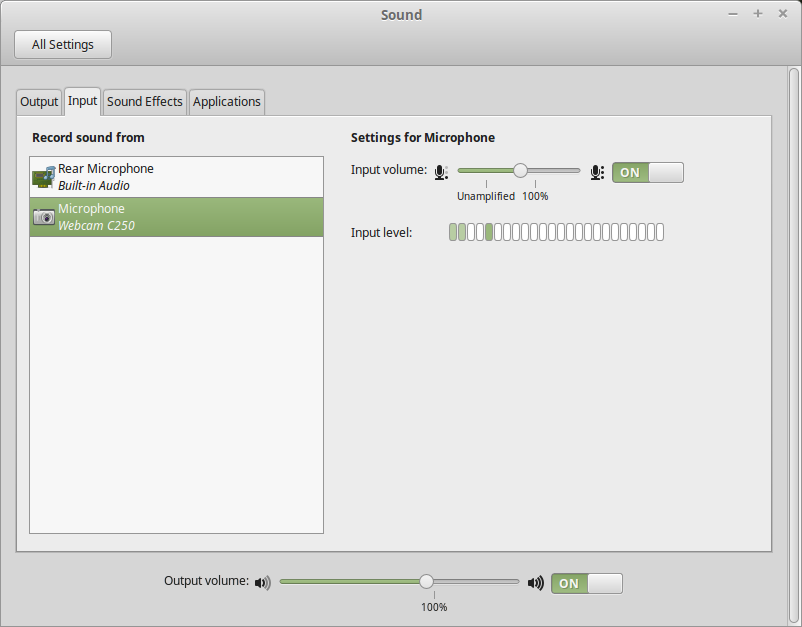 Sound
All Settings
Output Input Sound Effects Applications
Record sound from
Rear Microphone
Built-in Audio
Microphone
Webcam C250
Settings for Microphone
Input volume: ON
Unamplified 100%
Input level:
Output volume: ON
100%